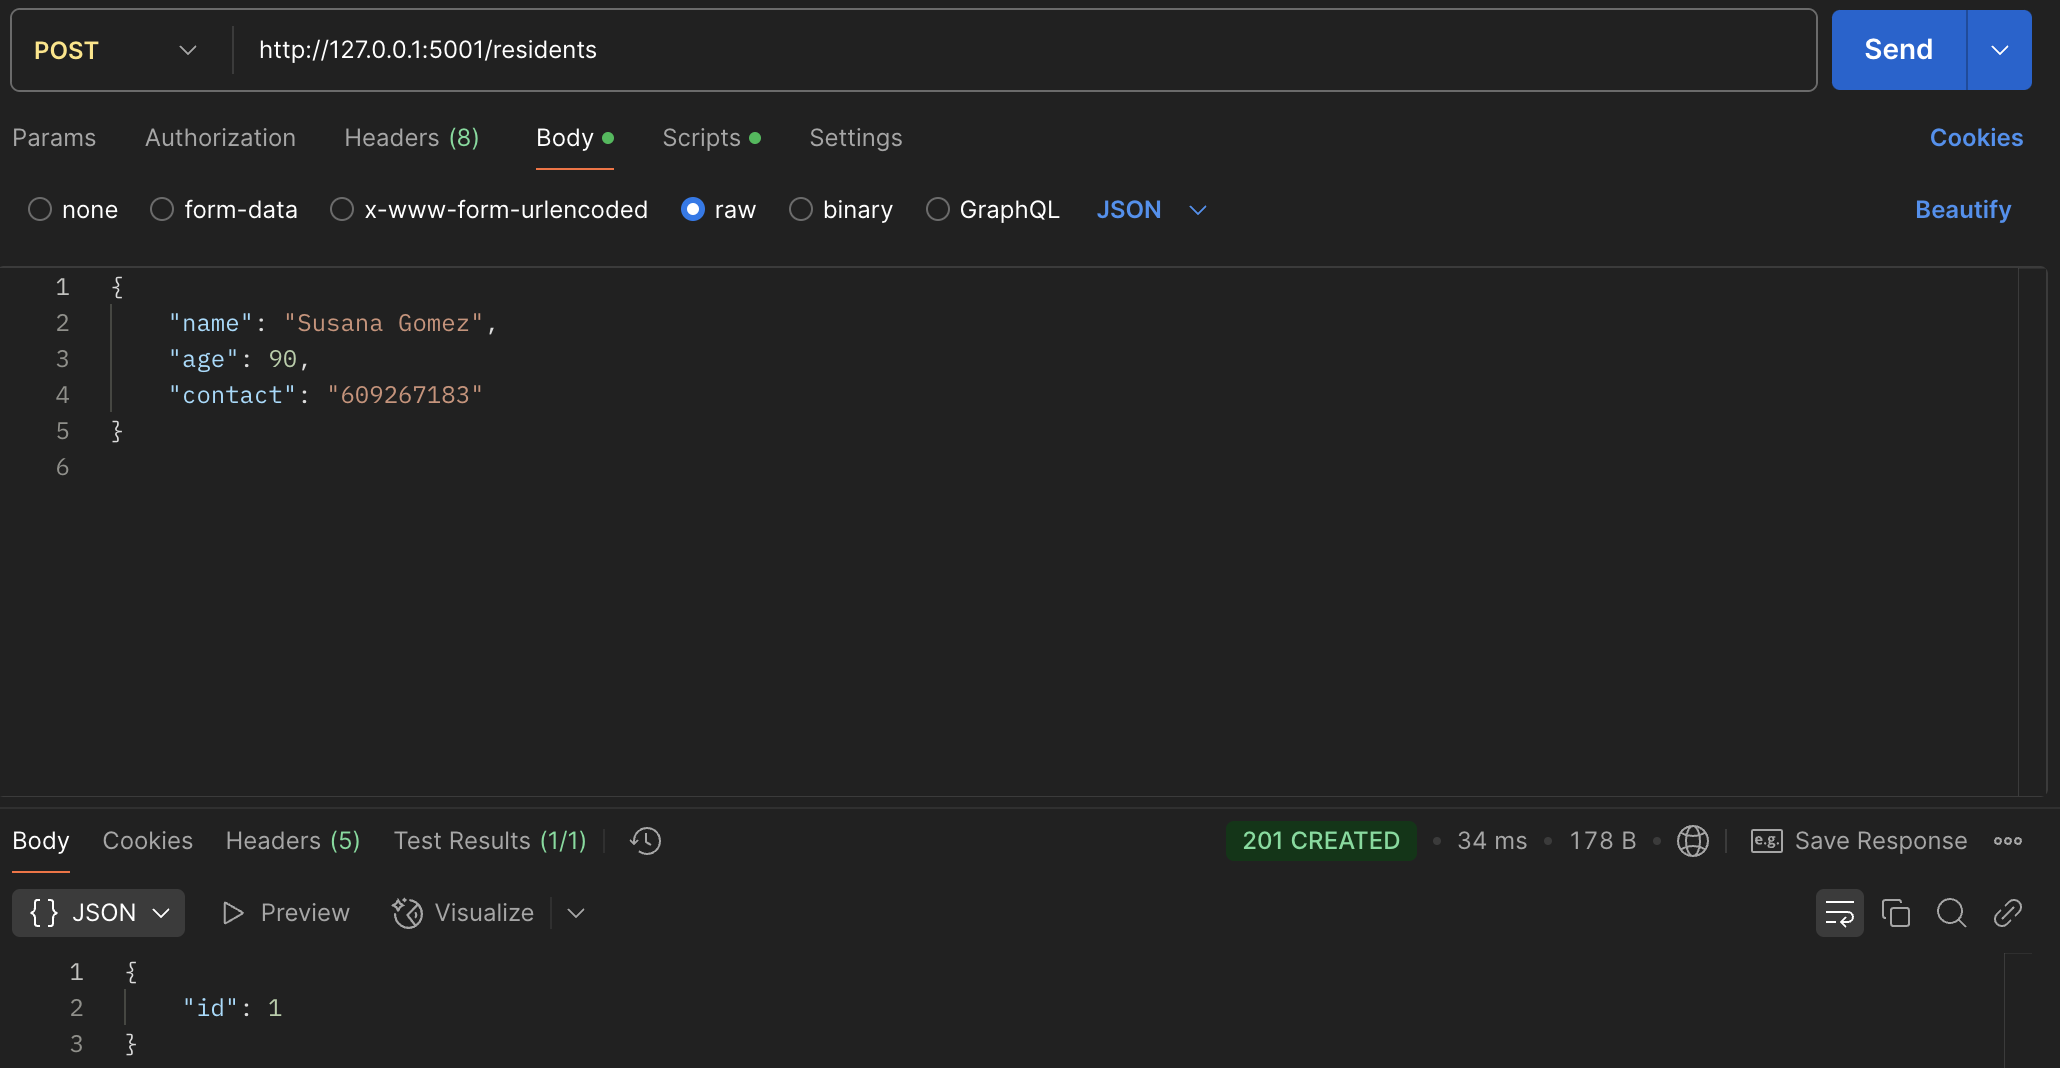 POST http://127.0.0.1:5001/residents Send
Params Authorization Headers (8) Body Scripts Settings Cookies
none form-data x-www-form-urlencoded raw binary GraphQL JSON Beautify
1 {
2 "name": "Susana Gomez",
3 "age": 90,
4 "contact": "609267183"
5 }
6
Body Cookies Headers (5) Test Results (1/1) 201 CREATED • 34 ms • 178 B • e.g. Save Response
{} JSON Preview Visualize
1 {
2 "id": 1
3 }